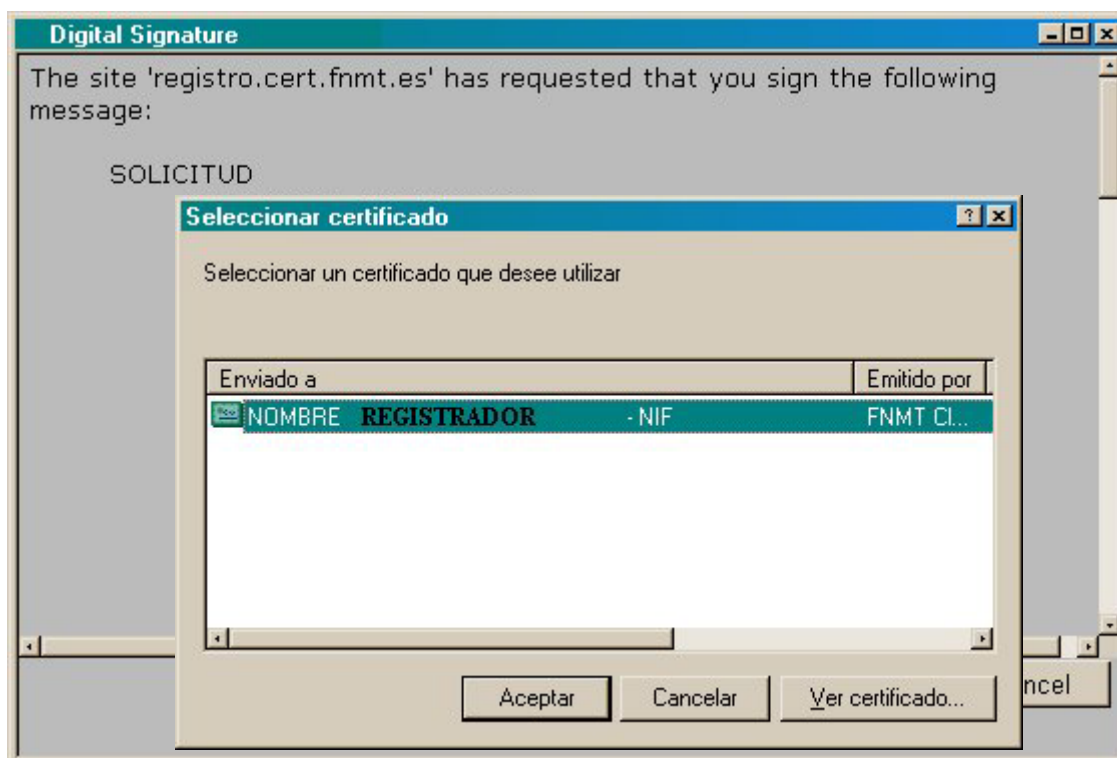 Digital Signature
The site 'registro.cert.fnmt.es' has requested that you sign the following
message:
SOLICITUD
Seleccionar certificado
Seleccionar un certificado que desee utilizar
Enviado a Emitido por
NOMBRE REGISTRADOR - NIF FNMT Cl...
Aceptar Cancelar Ver certificado... ncel